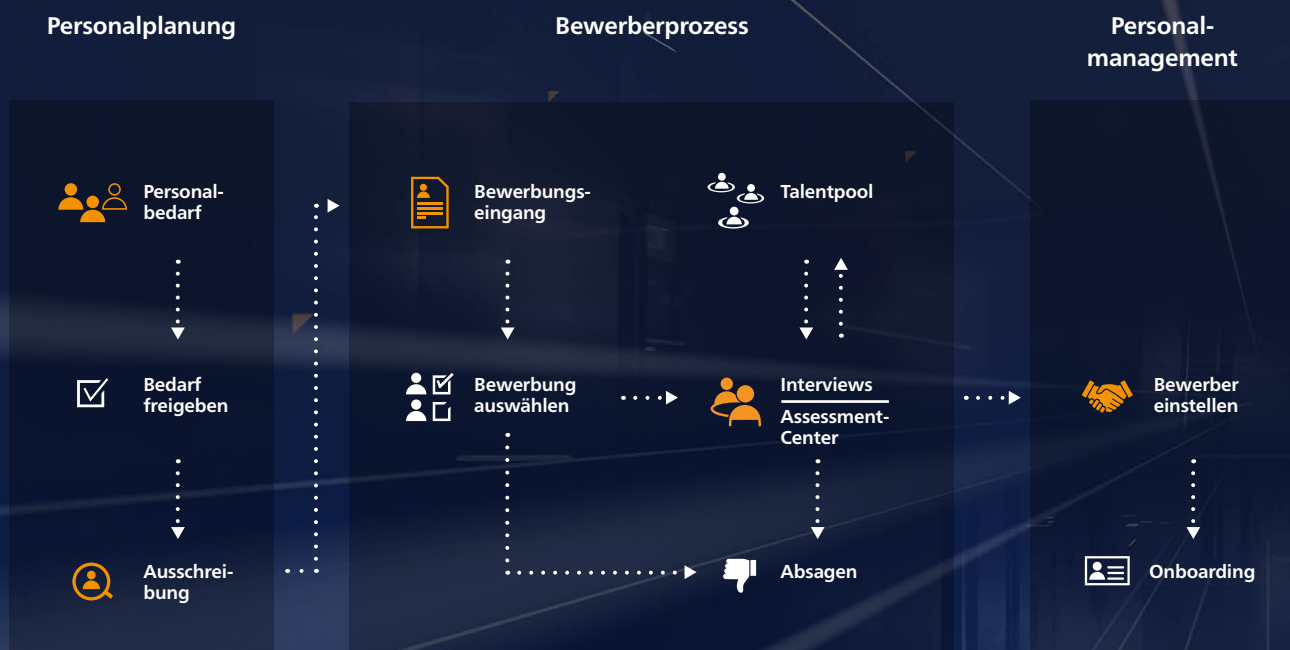 Personalplanung
Bewerberprozess
Personal-
management
Personal-
bedarf
Bedarf
freigeben
Ausschrei-
bung
Bewerbungs-
eingang
Bewerbung
auswählen
Talentpool
Interviews
Assessment-
Center
Absagen
Bewerber
einstellen
Onboarding